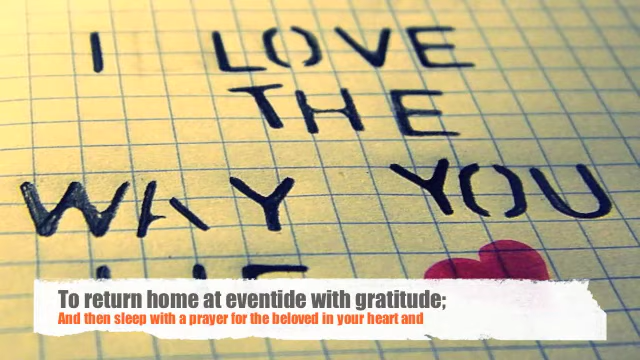 I LOVE
THE
WAY YOU
To return home at eventide with gratitude;
And then sleep with a prayer for the beloved in your heart and